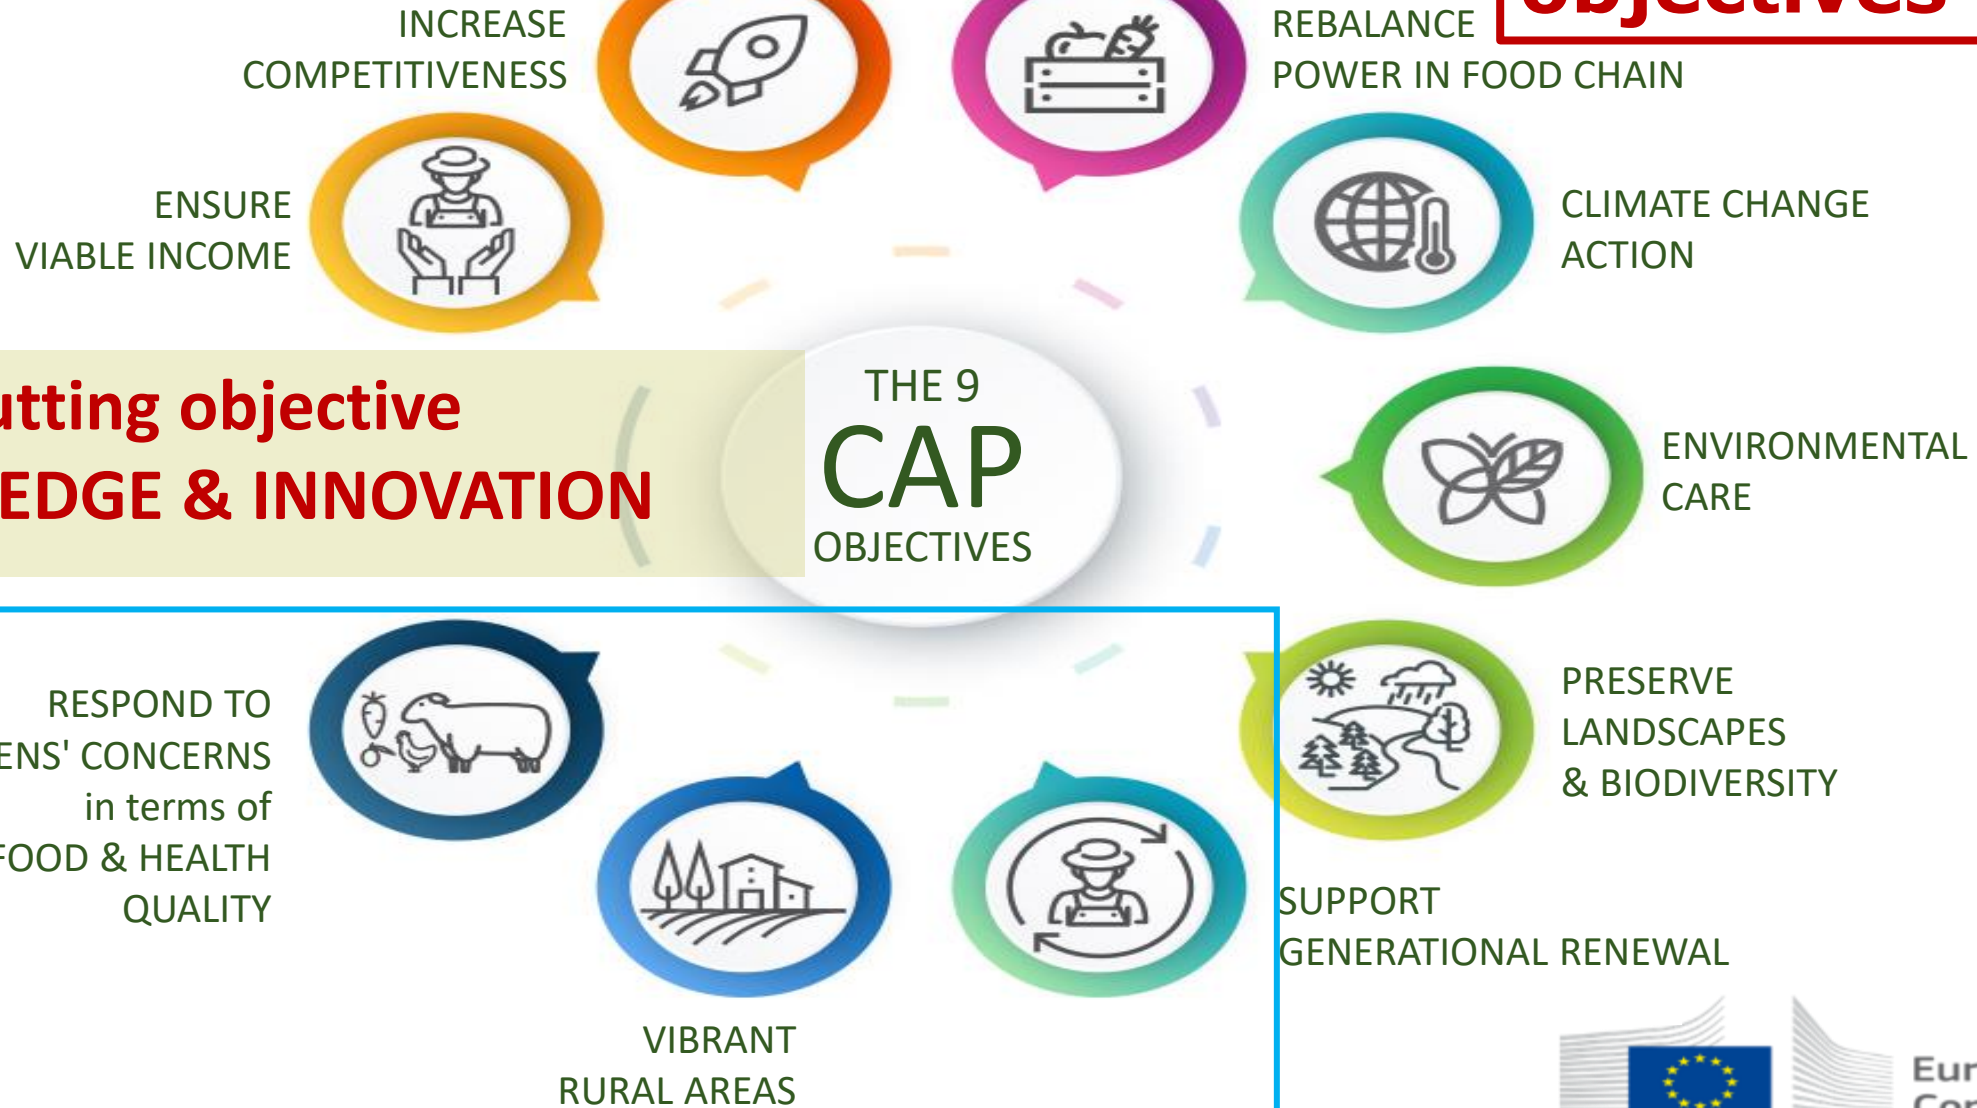 objectives
INCREASE
COMPETITIVENESS
REBALANCE
POWER IN FOOD CHAIN
ENSURE
VIABLE INCOME
CLIMATE CHANGE
ACTION
utting objective
EDGE & INNOVATION
THE 9
CAP
OBJECTIVES
ENVIRONMENTAL
CARE
RESPOND TO
ENS' CONCERNS
in terms of
FOOD & HEALTH
QUALITY
PRESERVE
LANDSCAPES
& BIODIVERSITY
SUPPORT
GENERATIONAL RENEWAL
VIBRANT
RURAL AREAS
Eur